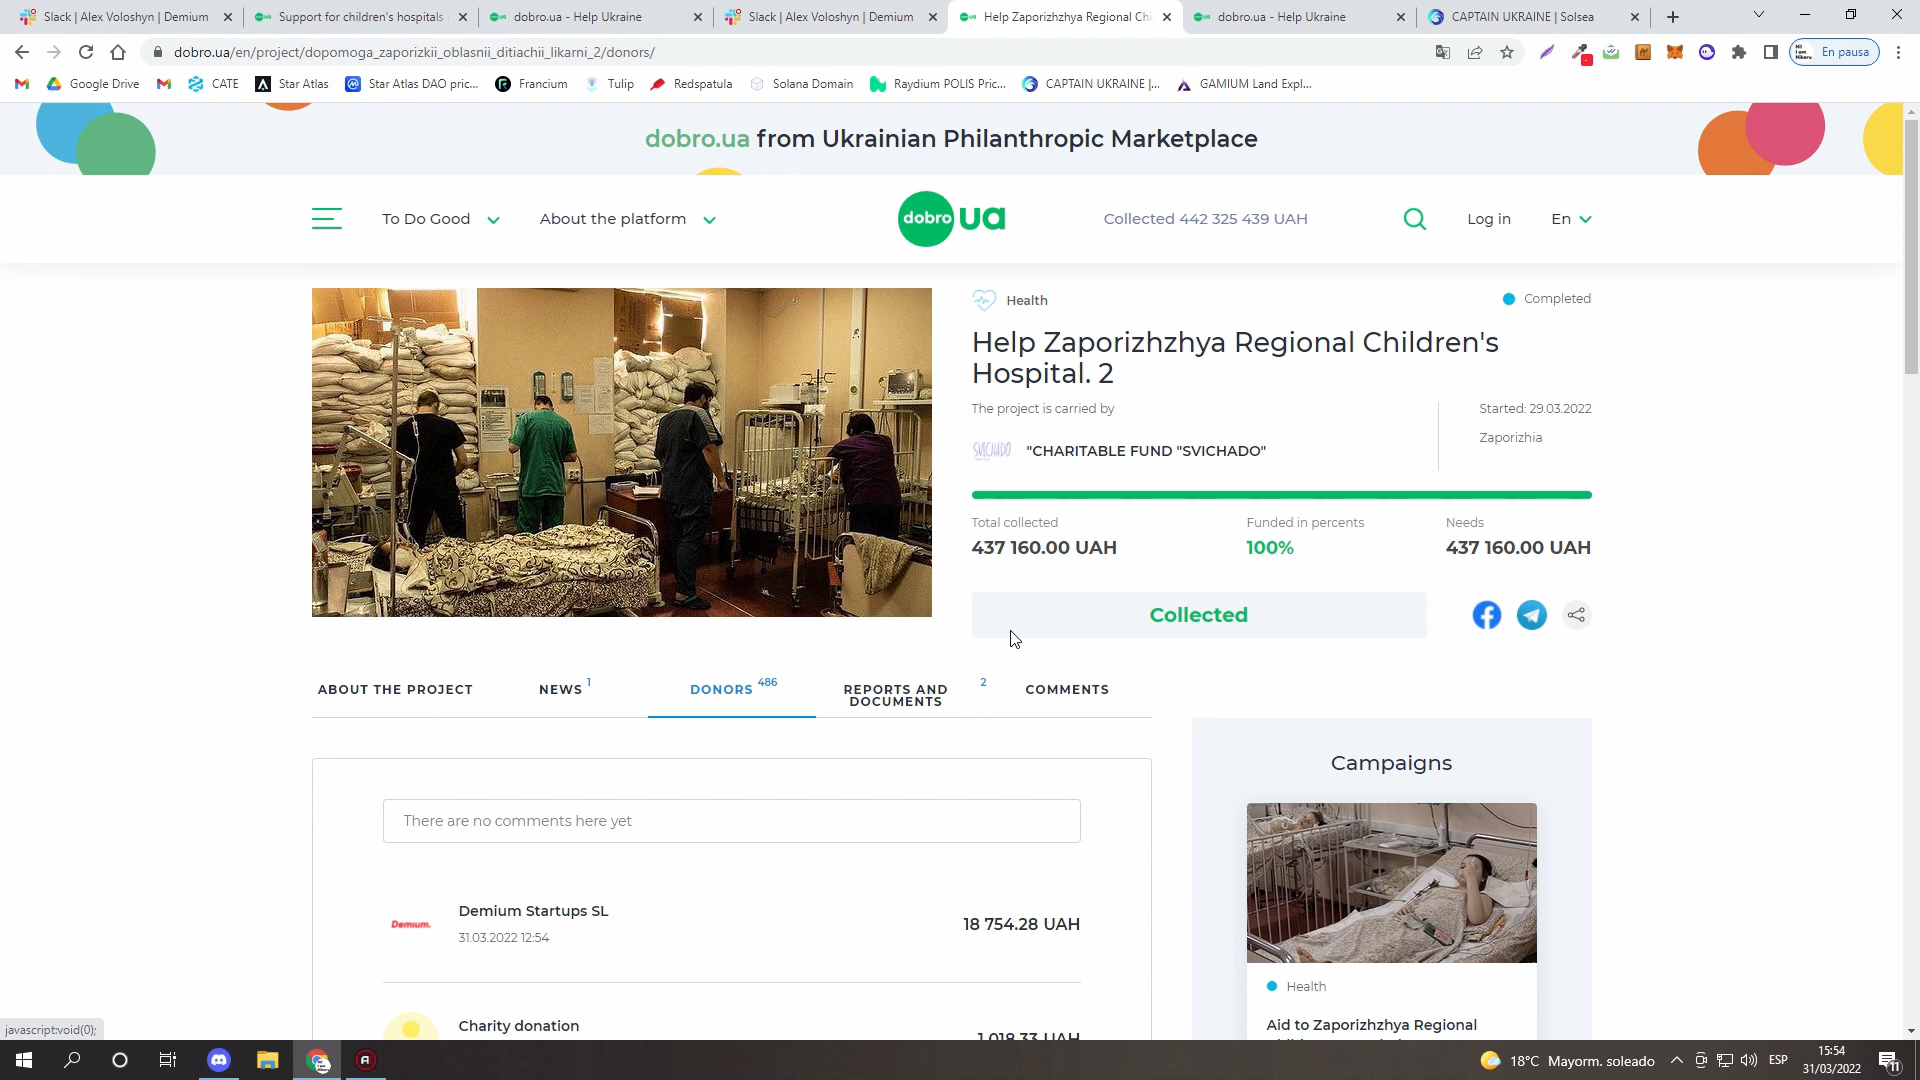 Slack | Alex Voloshyn | Demium
Support for children's hospitals
dobro.ua - Help Ukraine
Slack | Alex Voloshyn | Demium
Help Zaporizhzhya Regional Chi
dobro.ua - Help Ukraine
CAPTAIN UKRAINE | Solsea
dobro.ua/en/project/dopomoga_zaporizkii_oblasnii_ditiachii_likarni_2/donors/
En pausa
Google Drive
CATE
Star Atlas
Star Atlas DAO pric...
Francium
Tulip
Redspatula
Solana Domain
Raydium POLIS Pric...
CAPTAIN UKRAINE |...
GAMIUM Land Expl...
dobro.ua from Ukrainian Philanthropic Marketplace
To Do Good
About the platform
dobro ua
Collected 442 325 439 UAH
Log in
En
Health
Completed
Help Zaporizhzhya Regional Children's
Hospital. 2
The project is carried by
Started: 29.03.2022
Zaporizhia
SVICHADO
"CHARITABLE FUND "SVICHADO"
Total collected
Funded in percents
Needs
437 160.00 UAH
100%
437 160.00 UAH
Collected
ABOUT THE PROJECT
NEWS 1
DONORS 486
REPORTS AND 2
DOCUMENTS
COMMENTS
Campaigns
There are no comments here yet
Demium.
Demium Startups SL
31.03.2022 12:54
18 754.28 UAH
Charity donation
1 018.33 UAH
Health
Aid to Zaporizhzhya Regional
javascript:void(0);
18°C Mayorm. soleado
ESP
15:54
31/03/2022
11